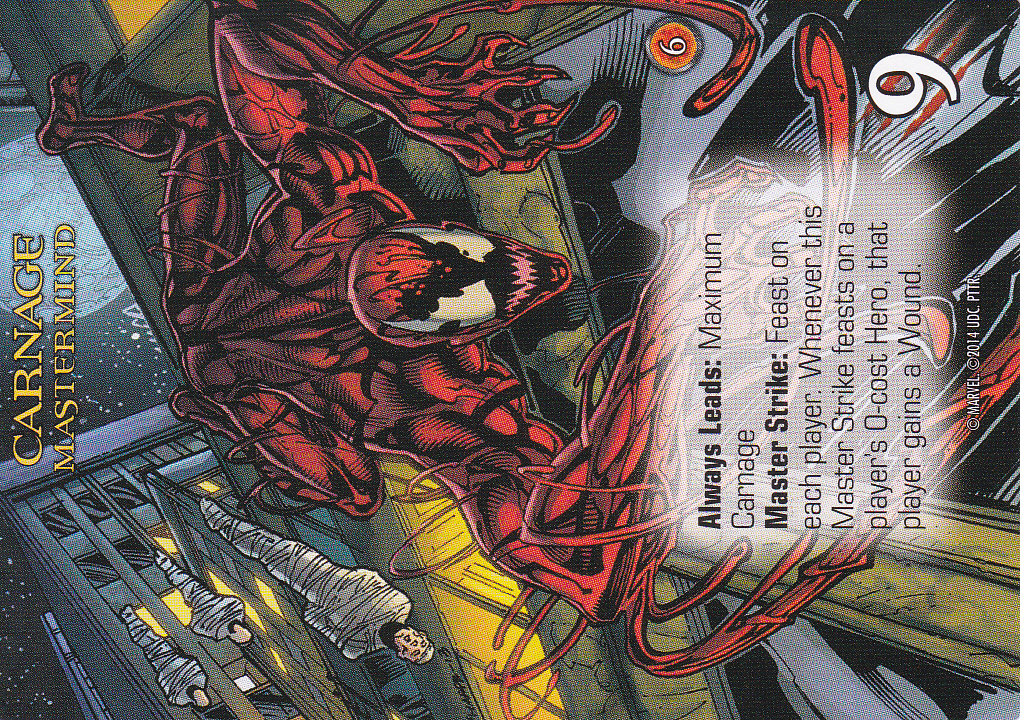 CARNAGE
MASTERMIND
6
Always Leads: Maximum
Carnage
Master Strike: Feast on
each player. Whenever this
Master Strike feasts on a
player's 0-cost Hero, that
player gains a Wound.
9
© MARVEL. ©2014 UDC. PTTR.